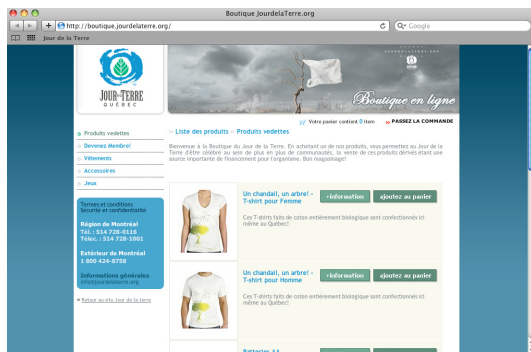 Boutique JourdelaTerre.org
http://boutique.jourdelaterre.org/
Google
Jour de la Terre
JOUR DE LA TERRE
QUÉBEC
Boutique en ligne
Votre panier contient 0 item
» PASSEZ LA COMMANDE
Produits vedettes
Devenez Membre!
Vêtements
Accessoires
Jeux
Termes et conditions
Sécurité et confidentialité
Région de Montréal
Tél. : 514 728-0116
Téléc. : 514 728-1001
Extérieur de Montréal
1 800 424-8758
Informations générales
info@jourdelaterre.org
Retour au site Jour de la terre
Liste des produits » Produits vedettes
Bienvenue à la Boutique du Jour de la Terre. En achetant un de nos produits, vous permettez au Jour de la
Terre d'être célébré au sein de plus en plus de communautés, la vente de ces produits dérivés étant une
source importante de financement pour l'organisme. Bon magasinage!
Un chandail, un arbre! -
T-shirt pour Femme
+information
ajoutez au panier
Ces T-shirts faits de coton entièrement biologique sont confectionnés ici
même au Québec!
Un chandail, un arbre! -
T-shirt pour Homme
+information
ajoutez au panier
Ces T-shirts faits de coton entièrement biologique sont confectionnés ici
même au Québec!
Batteries AA